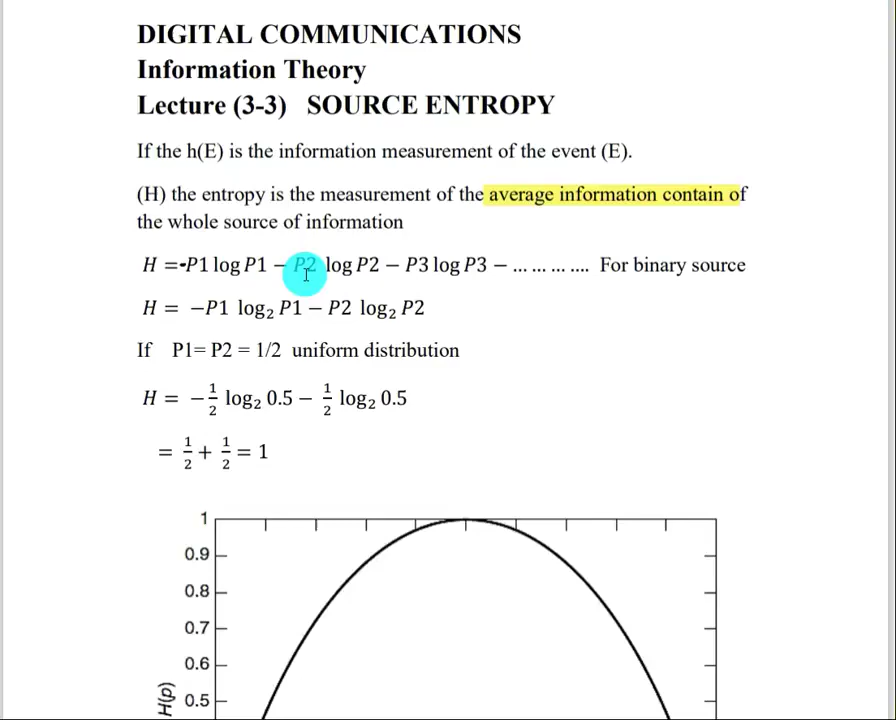 DIGITAL COMMUNICATIONS
Information Theory
Lecture (3-3) SOURCE ENTROPY
If the h(E) is the information measurement of the event (E).
(H) the entropy is the measurement of the average information contain of
the whole source of information
H =-P1 log P1 − P2 log P2 − P3 log P3 − ... ... ... .... For binary source
H = −P1 log₂ P1 − P2 log₂ P2
If P1= P2 = 1/2 uniform distribution
H = −1/2 log₂ 0.5 − 1/2 log₂ 0.5
= 1/2 + 1/2 = 1
1
0.9
0.8
0.7
0.6
0.5
H(p)